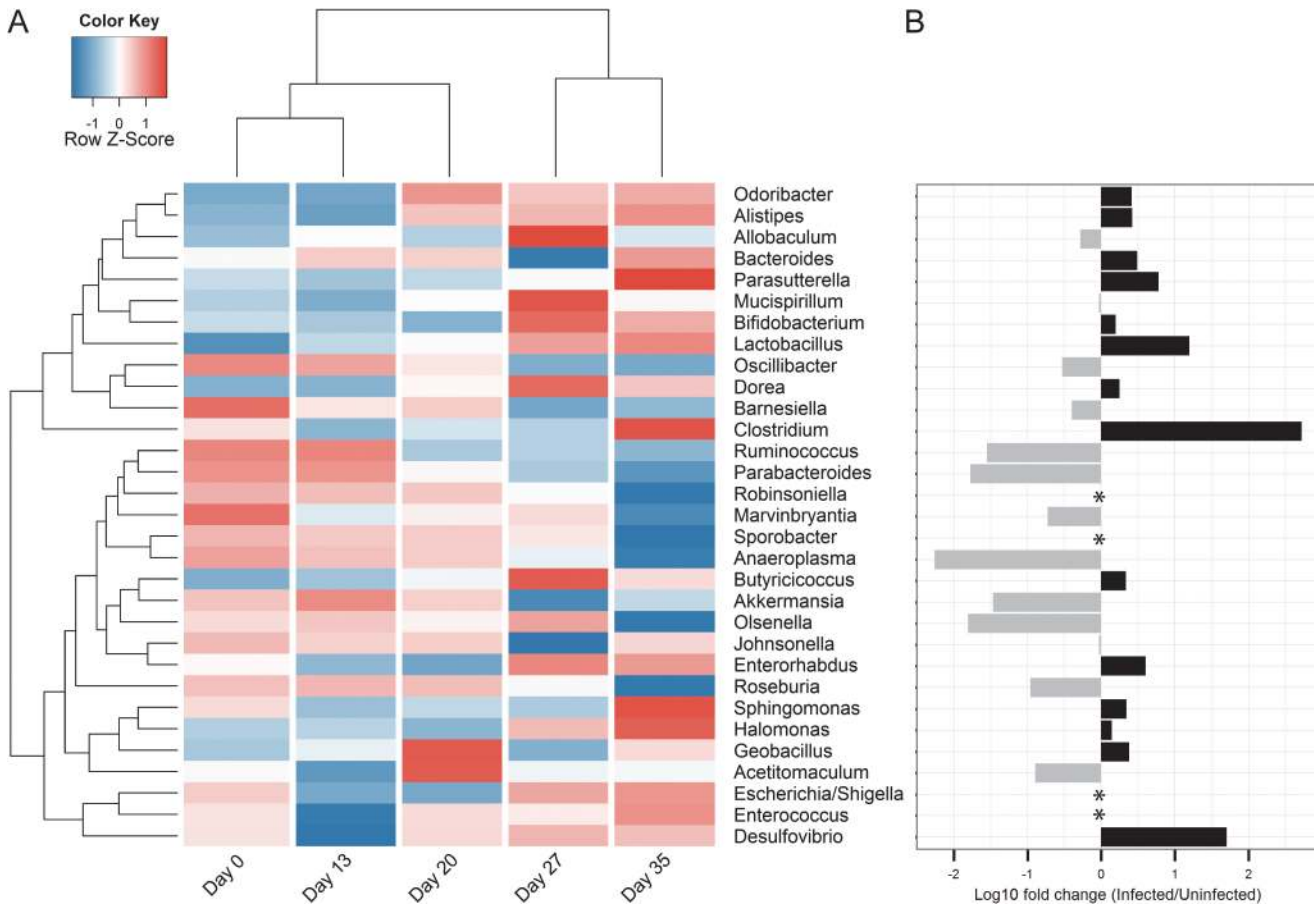 A
B
Color Key
-1 0 1
Row Z-Score
Odoribacter
Alistipes
Allobaculum
Bacteroides
Parasutterella
Mucispirillum
Bifidobacterium
Lactobacillus
Oscillibacter
Dorea
Barnesiella
Clostridium
Ruminococcus
Parabacteroides
Robinsoniella
*
Marvinbryantia
Sporobacter
*
Anaeroplasma
Butyricicoccus
Akkermansia
Olsenella
Johnsonella
Enterorhabdus
Roseburia
Sphingomonas
Halomonas
Geobacillus
Acetitomaculum
Escherichia/Shigella
*
Enterococcus
*
Desulfovibrio
Day 0
Day 13
Day 20
Day 27
Day 35
-2 -1 0 1 2
Log10 fold change (Infected/Uninfected)